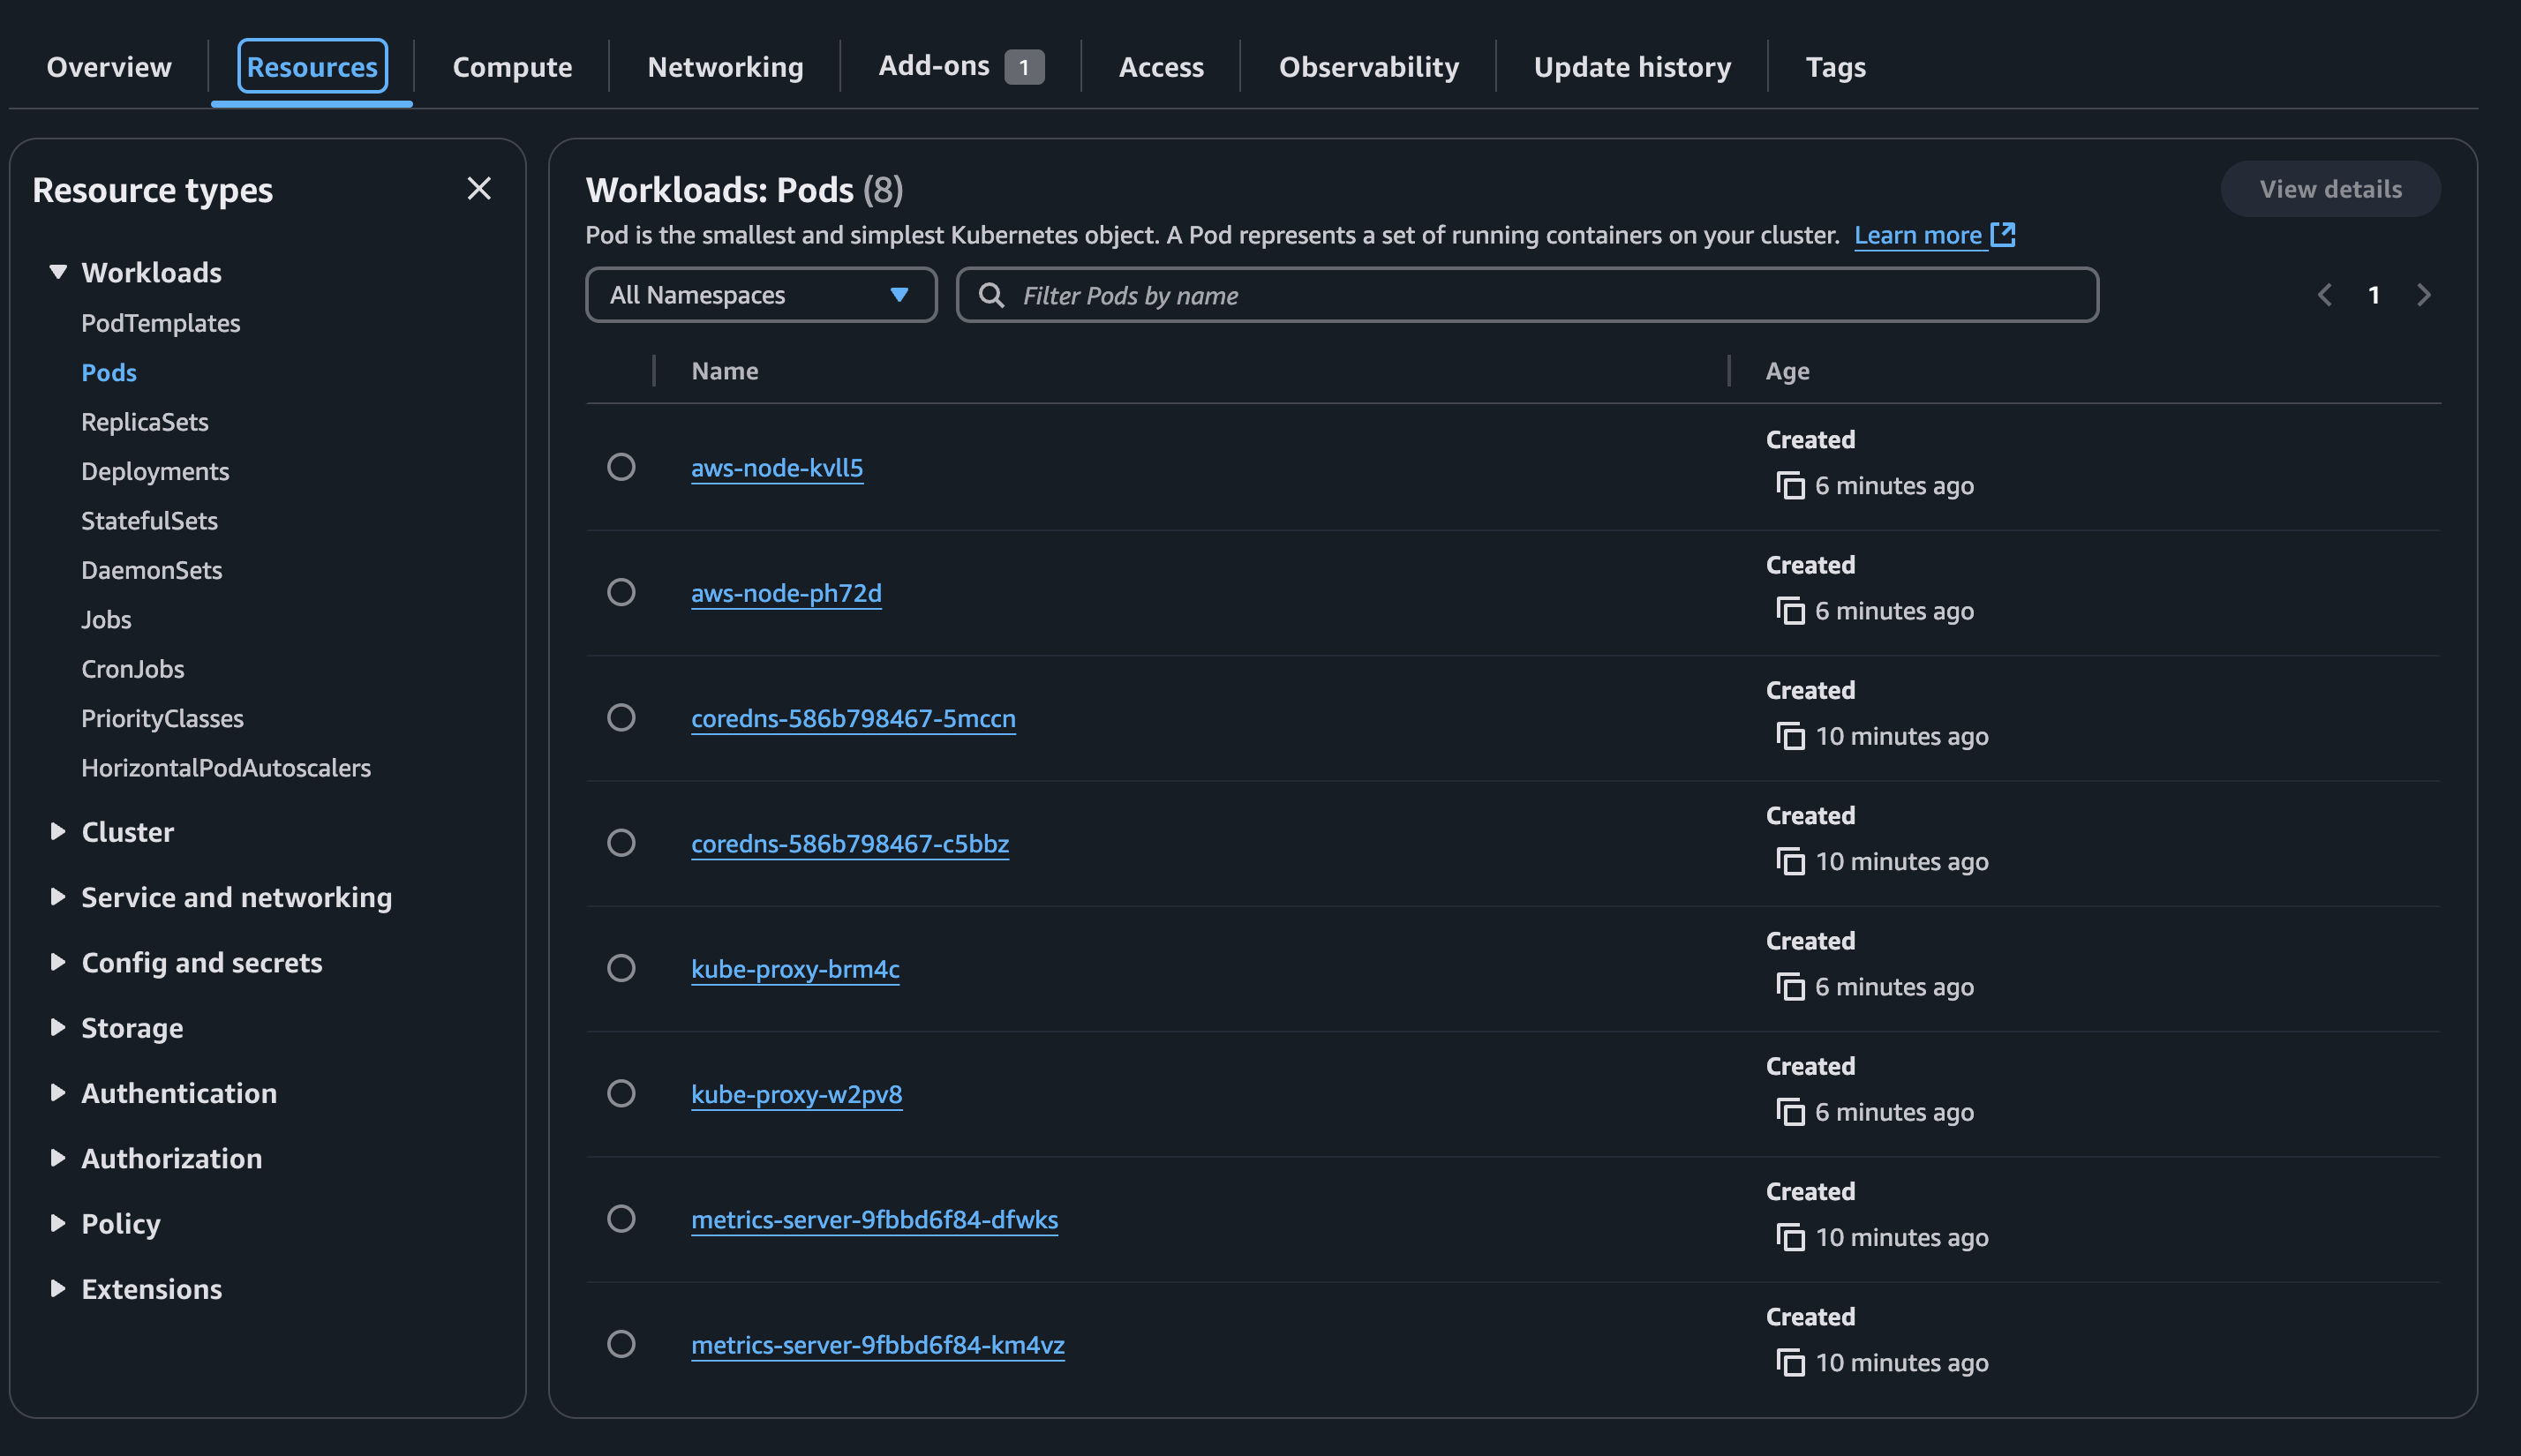 Overview Resources Compute Networking Add-ons 1 Access Observability Update history Tags
Resource types
Workloads
PodTemplates
Pods
ReplicaSets
Deployments
StatefulSets
DaemonSets
Jobs
CronJobs
PriorityClasses
HorizontalPodAutoscalers
Cluster
Service and networking
Config and secrets
Storage
Authentication
Authorization
Policy
Extensions
Workloads: Pods (8)
View details
Pod is the smallest and simplest Kubernetes object. A Pod represents a set of running containers on your cluster. Learn more
All Namespaces Filter Pods by name 1
Name Age
aws-node-kvll5 Created
6 minutes ago
aws-node-ph72d Created
6 minutes ago
coredns-586b798467-5mccn Created
10 minutes ago
coredns-586b798467-c5bbz Created
10 minutes ago
kube-proxy-brm4c Created
6 minutes ago
kube-proxy-w2pv8 Created
6 minutes ago
metrics-server-9fbbd6f84-dfwks Created
10 minutes ago
metrics-server-9fbbd6f84-km4vz Created
10 minutes ago